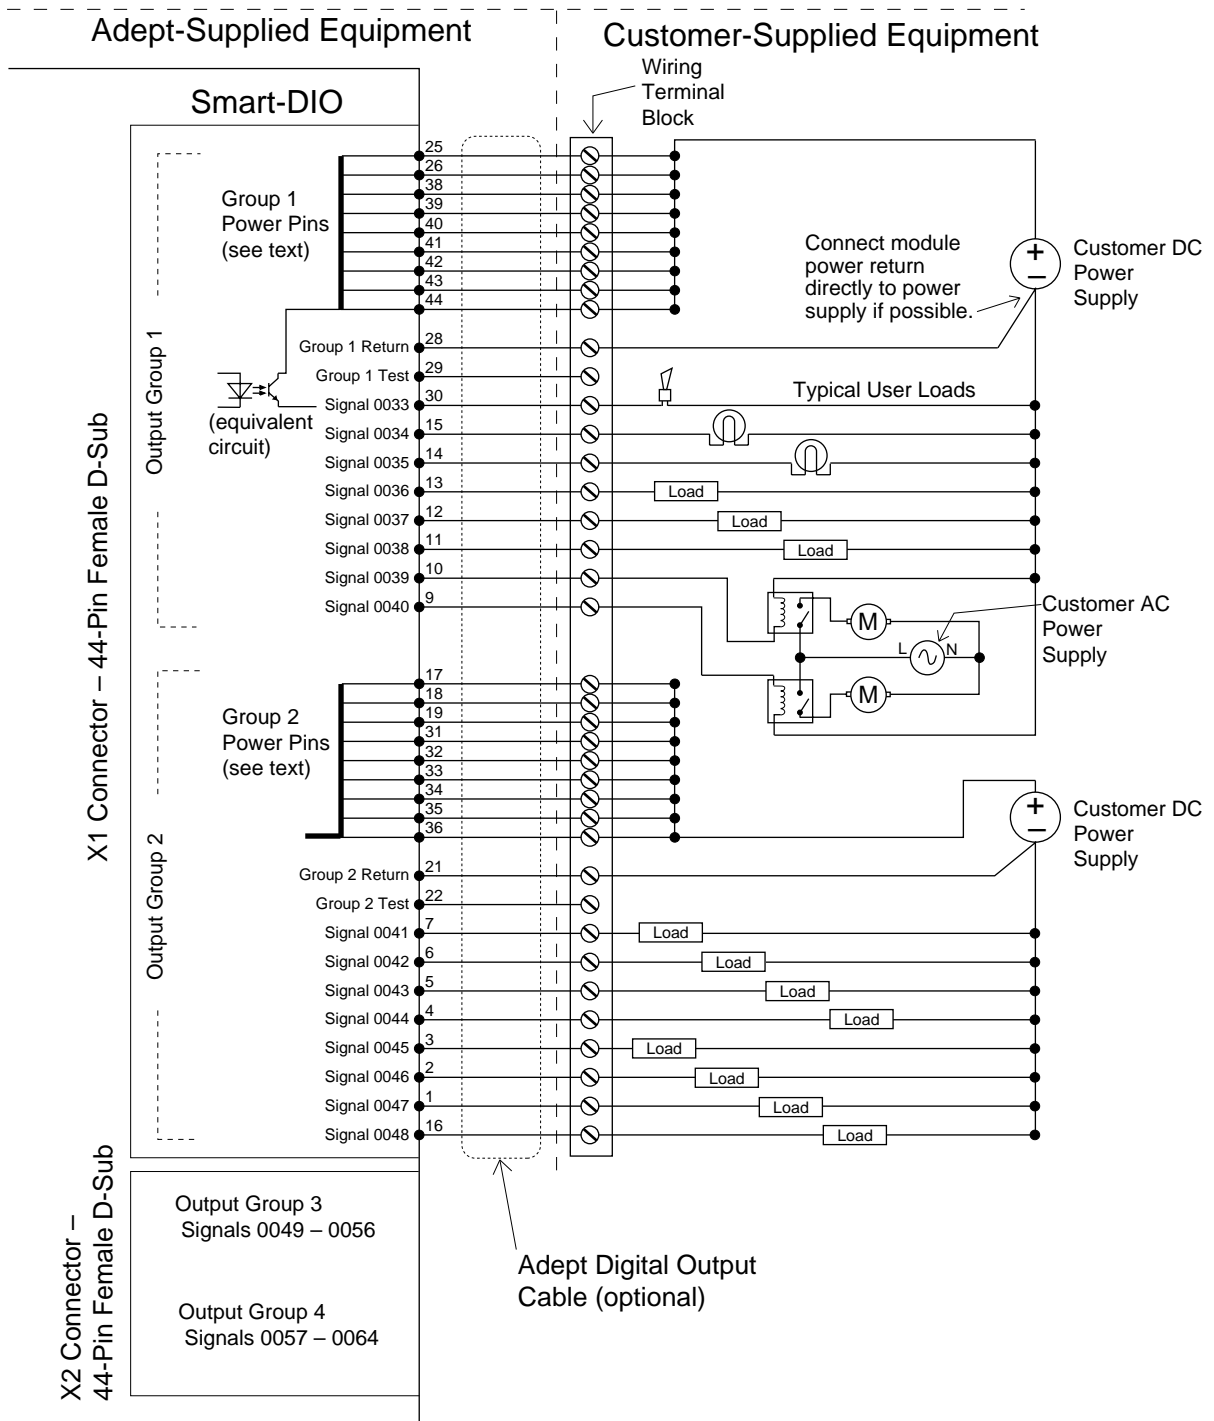 Adept-Supplied Equipment
Customer-Supplied Equipment
Wiring
Terminal
Block
Smart-DIO
X1 Connector – 44-Pin Female D-Sub
Output Group 1
Group 1
Power Pins
(see text)
25
26
38
39
40
41
42
43
44
Connect module
power return
directly to power
supply if possible.
+
–
Customer DC
Power
Supply
(equivalent
circuit)
Group 1 Return 28
Group 1 Test 29
Signal 0033 30
Typical User Loads
Signal 0034 15
Signal 0035 14
Signal 0036 13
Load
Signal 0037 12
Load
Signal 0038 11
Load
Signal 0039 10
Signal 0040 9
M
L
N
M
Customer AC
Power
Supply
Output Group 2
Group 2
Power Pins
(see text)
17
18
19
31
32
33
34
35
36
+
–
Customer DC
Power
Supply
Group 2 Return 21
Group 2 Test 22
Signal 0041 7
Load
Signal 0042 6
Load
Signal 0043 5
Load
Signal 0044 4
Load
Signal 0045 3
Load
Signal 0046 2
Load
Signal 0047 1
Load
Signal 0048 16
Load
X2 Connector –
44-Pin Female D-Sub
Output Group 3
Signals 0049 – 0056
Output Group 4
Signals 0057 – 0064
Adept Digital Output
Cable (optional)